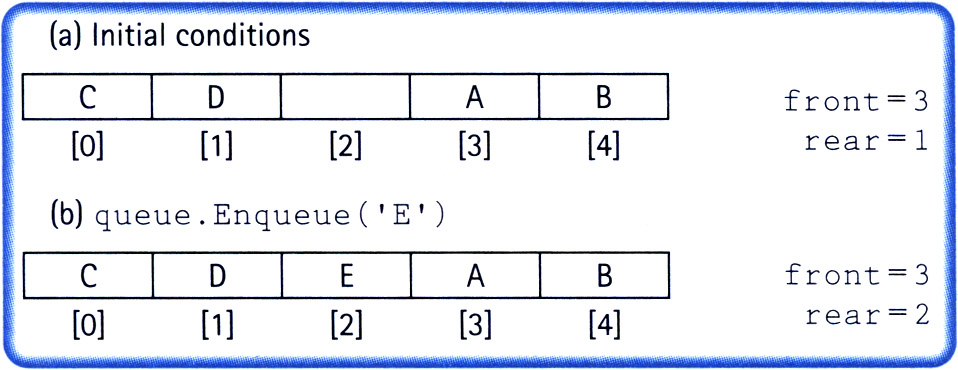 (a) Initial conditions
C D A B front = 3
[0] [1] [2] [3] [4] rear = 1
(b) queue.Enqueue('E')
C D E A B front = 3
[0] [1] [2] [3] [4] rear = 2